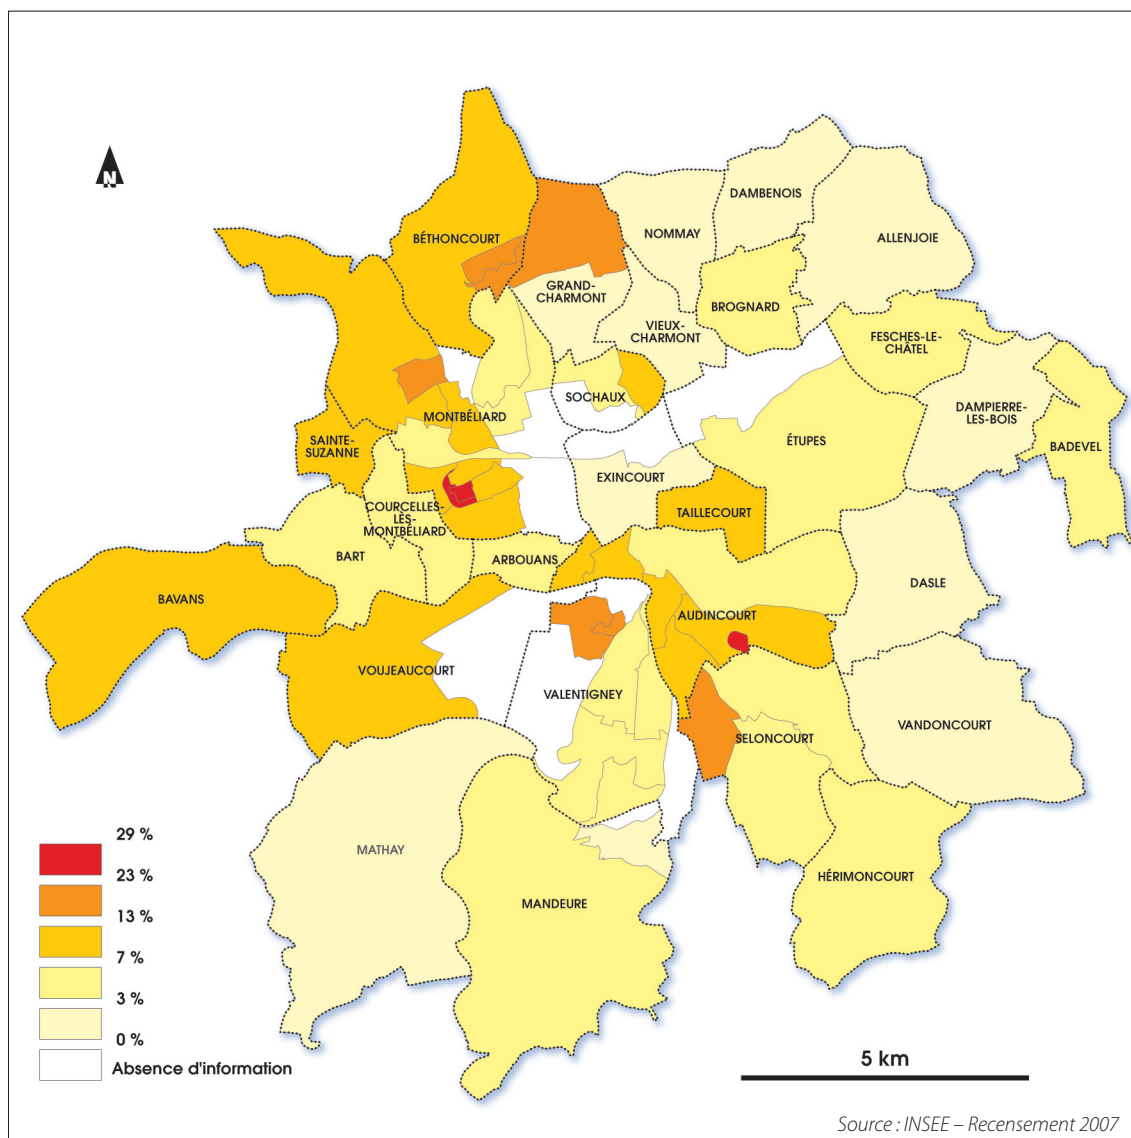 N
DAMBENOIS
NOMMAY
ALLENJOIE
BÉTHONCOURT
GRAND-
CHARMONT
BROGNARD
VIEUX-
CHARMONT
FESCHES-LE-
CHÂTEL
SOCHAUX
MONTBÉLIARD
DAMPIERRE-
LES-BOIS
SAINTE-
SUZANNE
ÉTUPES
BADEVEL
EXINCOURT
COURCELLES-
LÈS-
MONTBÉLIARD
TAILLECOURT
BART
ARBOUANS
DASLE
BAVANS
AUDINCOURT
VOUJEAUCOURT
VALENTIGNEY
VANDONCOURT
SELONCOURT
MATHAY
HÉRIMONCOURT
MANDEURE
29 %
23 %
13 %
7 %
3 %
0 %
Absence d'information
5 km
Source : INSEE – Recensement 2007